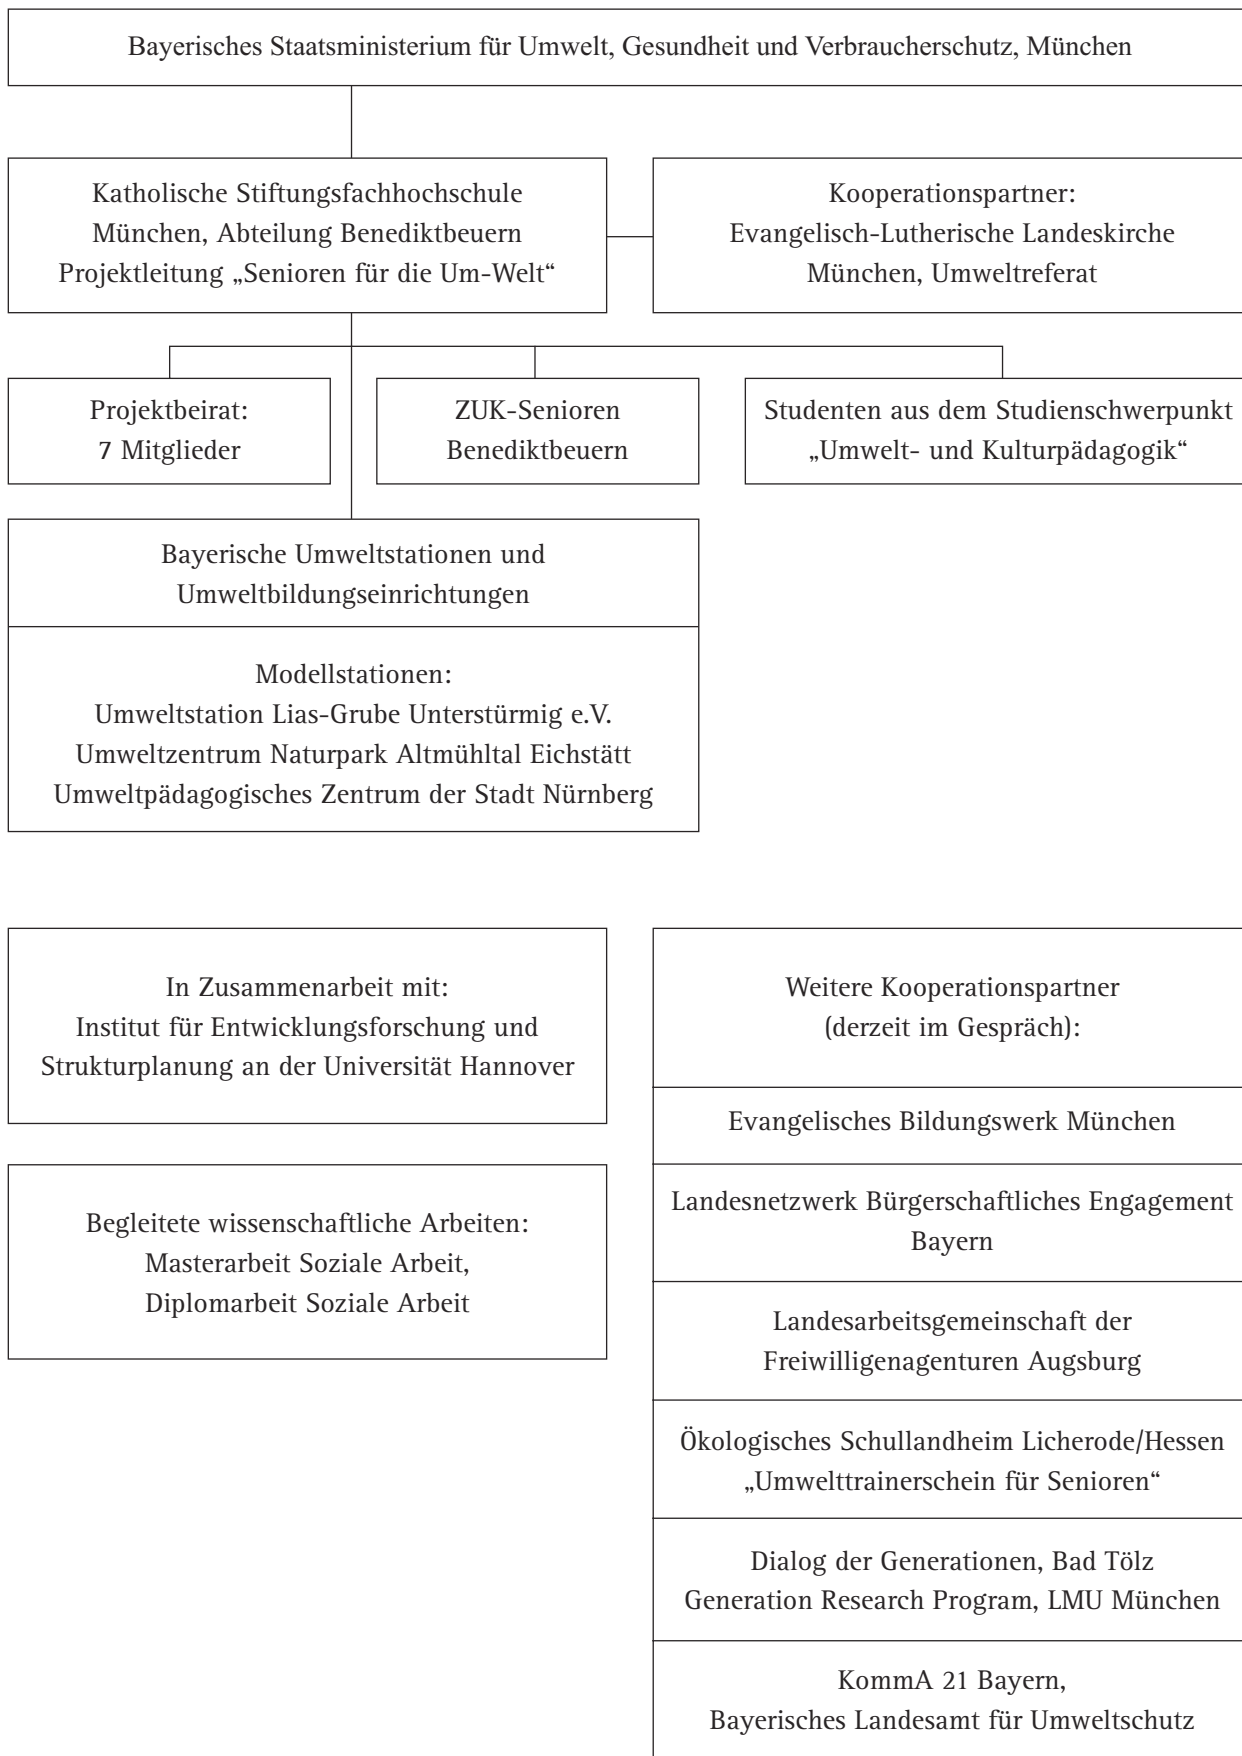 Bayerisches Staatsministerium für Umwelt, Gesundheit und Verbraucherschutz, München
Katholische Stiftungsfachhochschule
München, Abteilung Benediktbeuern
Projektleitung „Senioren für die Um-Welt“
Kooperationspartner:
Evangelisch-Lutherische Landeskirche
München, Umweltreferat
Projektbeirat:
7 Mitglieder
ZUK-Senioren
Benediktbeuern
Studenten aus dem Studienschwerpunkt
„Umwelt- und Kulturpädagogik“
Bayerische Umweltstationen und
Umweltbildungseinrichtungen
Modellstationen:
Umweltstation Lias-Grube Unterstürmig e.V.
Umweltzentrum Naturpark Altmühltal Eichstätt
Umweltpädagogisches Zentrum der Stadt Nürnberg
In Zusammenarbeit mit:
Institut für Entwicklungsforschung und
Strukturplanung an der Universität Hannover
Begleitete wissenschaftliche Arbeiten:
Masterarbeit Soziale Arbeit,
Diplomarbeit Soziale Arbeit
Weitere Kooperationspartner
(derzeit im Gespräch):
Evangelisches Bildungswerk München
Landesnetzwerk Bürgerschaftliches Engagement
Bayern
Landesarbeitsgemeinschaft der
Freiwilligenagenturen Augsburg
Ökologisches Schullandheim Licherode/Hessen
„Umwelttrainerschein für Senioren“
Dialog der Generationen, Bad Tölz
Generation Research Program, LMU München
KommA 21 Bayern,
Bayerisches Landesamt für Umweltschutz